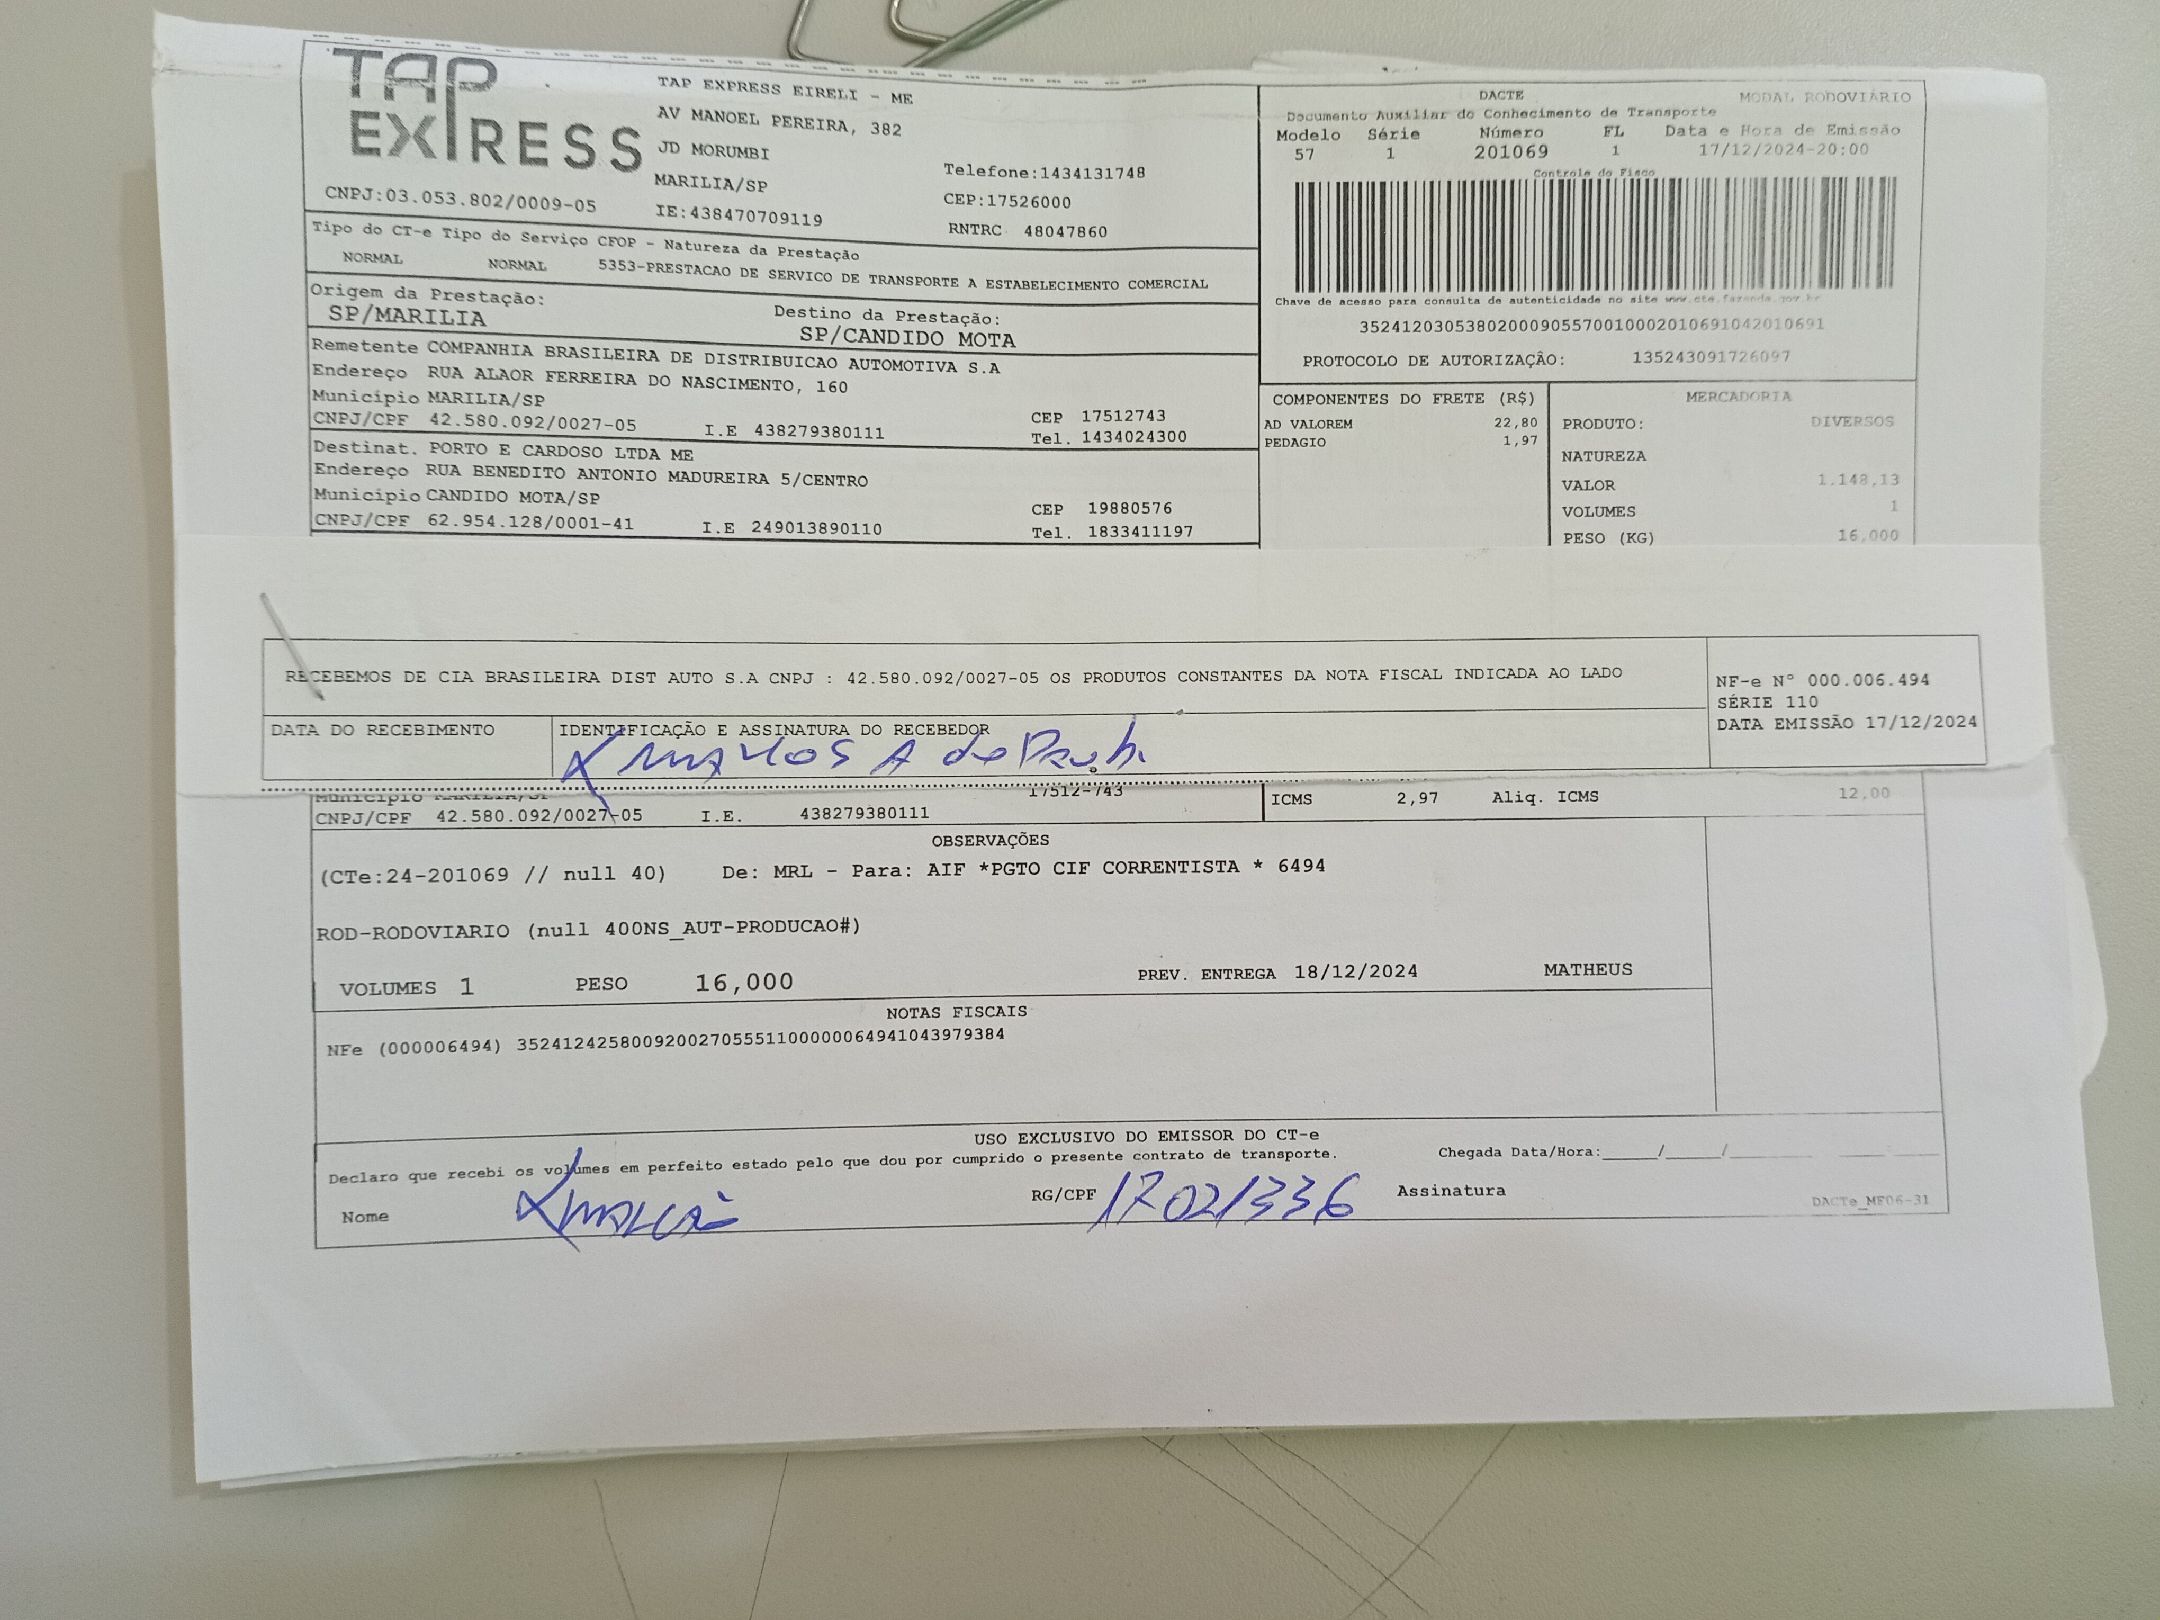 TAP
EXPRESS
TAP EXPRESS EIRELI - ME
AV MANOEL PEREIRA, 382
JD MORUMBI
MARILIA/SP
Telefone:1434131748
CEP:17526000
CNPJ:03.053.802/0009-05
IE:438470709119
RNTRC 48047860
DACTE
MODAL RODOVIÁRIO
Documento Auxiliar do Conhecimento de Transporte
Modelo Série Número FL Data e Hora de Emissão
57 1 201069 1 17/12/2024-20:00
Controle do Fisco
Chave de acesso para consulta de autenticidade no site www.cte.fazenda.gov.br
35241203053802000905570010002010691042010691
PROTOCOLO DE AUTORIZAÇÃO: 135243091726097
Tipo do CT-e Tipo do Serviço CFOP - Natureza da Prestação
NORMAL NORMAL 5353-PRESTACAO DE SERVICO DE TRANSPORTE A ESTABELECIMENTO COMERCIAL
Origem da Prestação: Destino da Prestação:
SP/MARILIA SP/CANDIDO MOTA
Remetente COMPANHIA BRASILEIRA DE DISTRIBUICAO AUTOMOTIVA S.A
Endereço RUA ALAOR FERREIRA DO NASCIMENTO, 160
Município MARILIA/SP CEP 17512743
CNPJ/CPF 42.580.092/0027-05 I.E 438279380111 Tel. 1434024300
Destinat. PORTO E CARDOSO LTDA ME
Endereço RUA BENEDITO ANTONIO MADUREIRA 5/CENTRO
Município CANDIDO MOTA/SP CEP 19880576
CNPJ/CPF 62.954.128/0001-41 I.E 249013890110 Tel. 1833411197
COMPONENTES DO FRETE (R$)
AD VALOREM 22,80
PEDAGIO 1,97
MERCADORIA
PRODUTO: DIVERSOS
NATUREZA
VALOR 1.148,13
VOLUMES 1
PESO (KG) 16,000
RECEBEMOS DE CIA BRASILEIRA DIST AUTO S.A CNPJ : 42.580.092/0027-05 OS PRODUTOS CONSTANTES DA NOTA FISCAL INDICADA AO LADO
NF-e N° 000.006.494
SÉRIE 110
DATA EMISSÃO 17/12/2024
DATA DO RECEBIMENTO IDENTIFICAÇÃO E ASSINATURA DO RECEBEDOR
A de
Município MARILIA/SP 17512-743
CNPJ/CPF 42.580.092/0027-05 I.E. 438279380111
ICMS 2,97 Aliq. ICMS 12,00
OBSERVAÇÕES
(CTe:24-201069 // null 40) De: MRL - Para: AIF *PGTO CIF CORRENTISTA * 6494
ROD-RODOVIARIO (null 400NS_AUT-PRODUCAO#)
VOLUMES 1 PESO 16,000 PREV. ENTREGA 18/12/2024 MATHEUS
NOTAS FISCAIS
NFe (000006494) 35241242580092002705551100000064941043979384
USO EXCLUSIVO DO EMISSOR DO CT-e
Declaro que recebi os volumes em perfeito estado pelo que dou por cumprido o presente contrato de transporte. Chegada Data/Hora:_____/_____/_______
Nome RG/CPF 17021336 Assinatura
DACTe_MF06-31